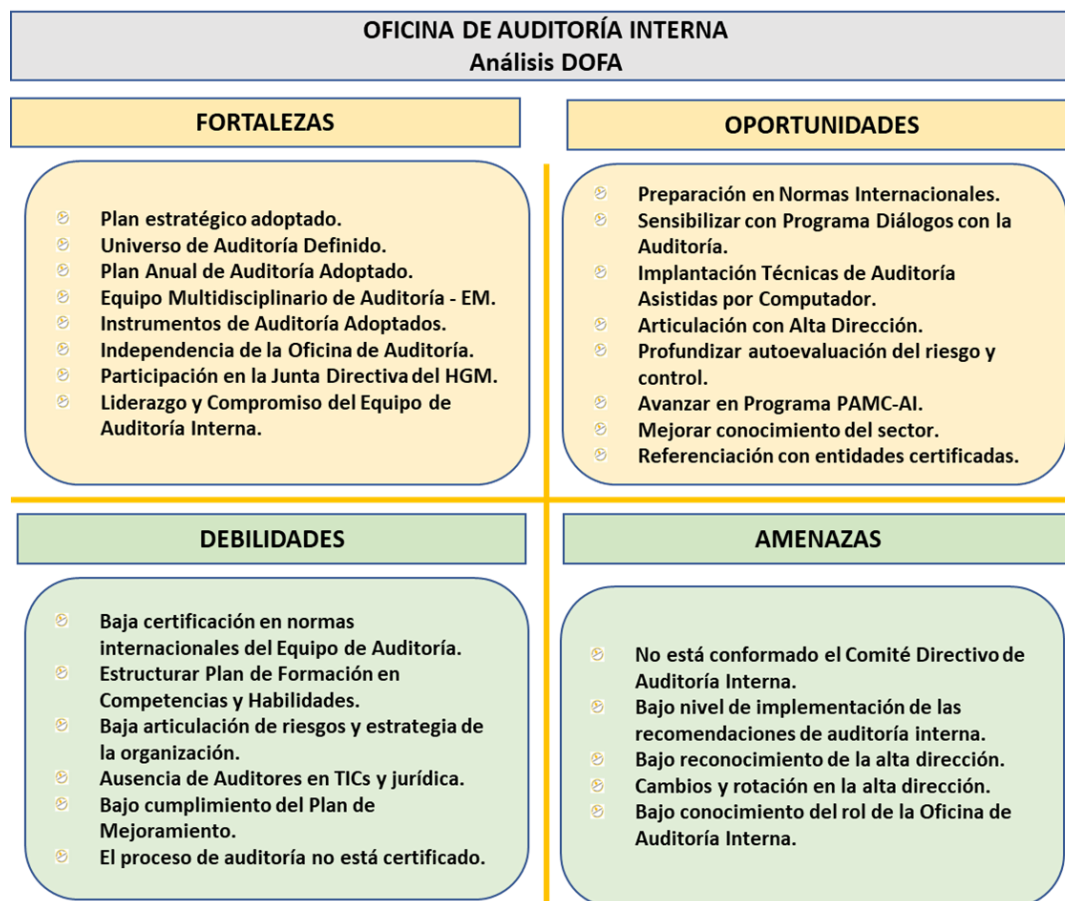 OFICINA DE AUDITORÍA INTERNA
Análisis DOFA
FORTALEZAS
Plan estratégico adoptado.
Universo de Auditoría Definido.
Plan Anual de Auditoría Adoptado.
Equipo Multidisciplinario de Auditoría - EM.
Instrumentos de Auditoría Adoptados.
Independencia de la Oficina de Auditoría.
Participación en la Junta Directiva del HGM.
Liderazgo y Compromiso del Equipo de
Auditoría Interna.
OPORTUNIDADES
Preparación en Normas Internacionales.
Sensibilizar con Programa Diálogos con la
Auditoría.
Implantación Técnicas de Auditoría
Asistidas por Computador.
Articulación con Alta Dirección.
Profundizar autoevaluación del riesgo y
control.
Avanzar en Programa PAMC-AI.
Mejorar conocimiento del sector.
Referenciación con entidades certificadas.
DEBILIDADES
Baja certificación en normas
internacionales del Equipo de Auditoría.
Estructurar Plan de Formación en
Competencias y Habilidades.
Baja articulación de riesgos y estrategia de
la organización.
Ausencia de Auditores en TICs y jurídica.
Bajo cumplimiento del Plan de
Mejoramiento.
El proceso de auditoría no está certificado.
AMENAZAS
No está conformado el Comité Directivo de
Auditoría Interna.
Bajo nivel de implementación de las
recomendaciones de auditoría interna.
Bajo reconocimiento de la alta dirección.
Cambios y rotación en la alta dirección.
Bajo conocimiento del rol de la Oficina de
Auditoría Interna.